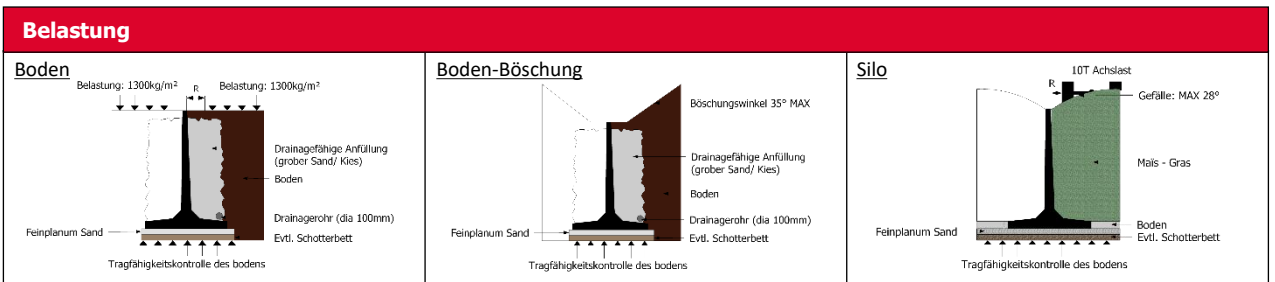 Belastung
Boden
Belastung: 1300kg/m²
R
Belastung: 1300kg/m²
Drainagefähige Anfüllung
(grober Sand/ Kies)
Boden
Drainagerohr (dia 100mm)
Feinplanum Sand
Evtl. Schotterbett
Tragfähigkeitskontrolle des bodens
Boden-Böschung
Böschungswinkel 35° MAX
Drainagefähige Anfüllung
(grober Sand/ Kies)
Boden
Drainagerohr (dia 100mm)
Feinplanum Sand
Evtl. Schotterbett
Tragfähigkeitskontrolle des bodens
Silo
10T Achslast
R
Gefälle: MAX 28°
Maïs - Gras
Boden
Feinplanum Sand
Evtl. Schotterbett
Tragfähigkeitskontrolle des bodens